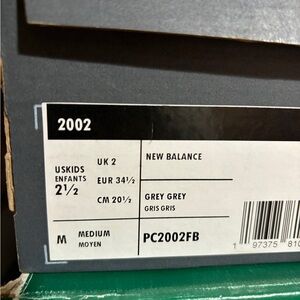 2002
USKIDS
ENFANTS
2½
UK 2
EUR 34½
CM 20½
NEW BALANCE
GREY GREY
GRIS GRIS
M
MEDIUM
MOYEN
PC2002FB
1 97375 810